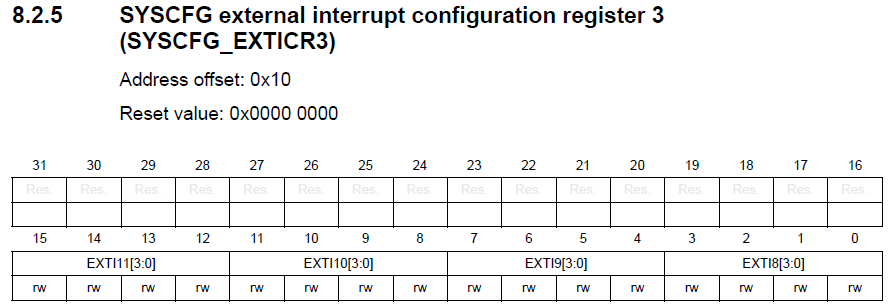 8.2.5 SYSCFG external interrupt configuration register 3
(SYSCFG_EXTICR3)
Address offset: 0x10
Reset value: 0x0000 0000
31 30 29 28 27 26 25 24 23 22 21 20 19 18 17 16
Res. Res. Res. Res. Res. Res. Res. Res. Res. Res. Res. Res. Res. Res. Res. Res.
15 14 13 12 11 10 9 8 7 6 5 4 3 2 1 0
EXTI11[3:0] EXTI10[3:0] EXTI9[3:0] EXTI8[3:0]
rw rw rw rw rw rw rw rw rw rw rw rw rw rw rw rw